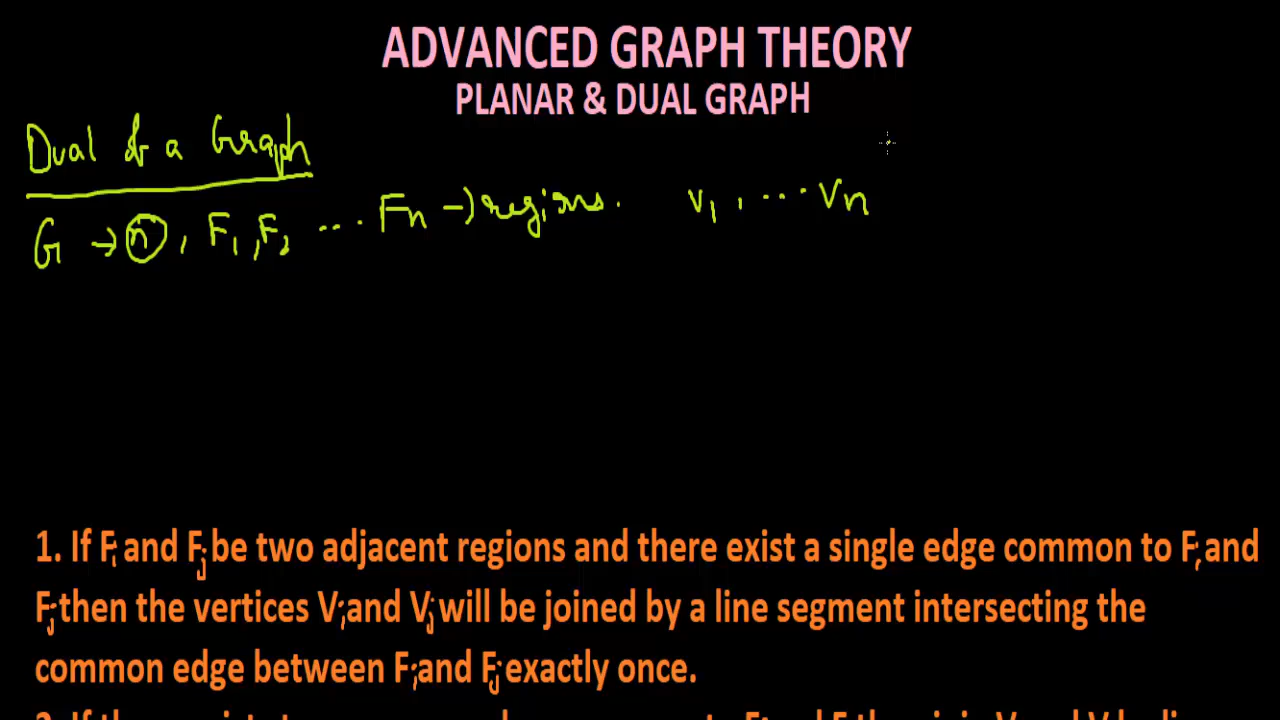 ADVANCED GRAPH THEORY
PLANAR & DUAL GRAPH
Dual of a Graph
G → n, F1, F2 ... Fn → regions. v1, ... vn
1. If Fi and Fj be two adjacent regions and there exist a single edge common to Fi and
Fj then the vertices Vi and Vj will be joined by a line segment intersecting the
common edge between Fi and Fj exactly once.